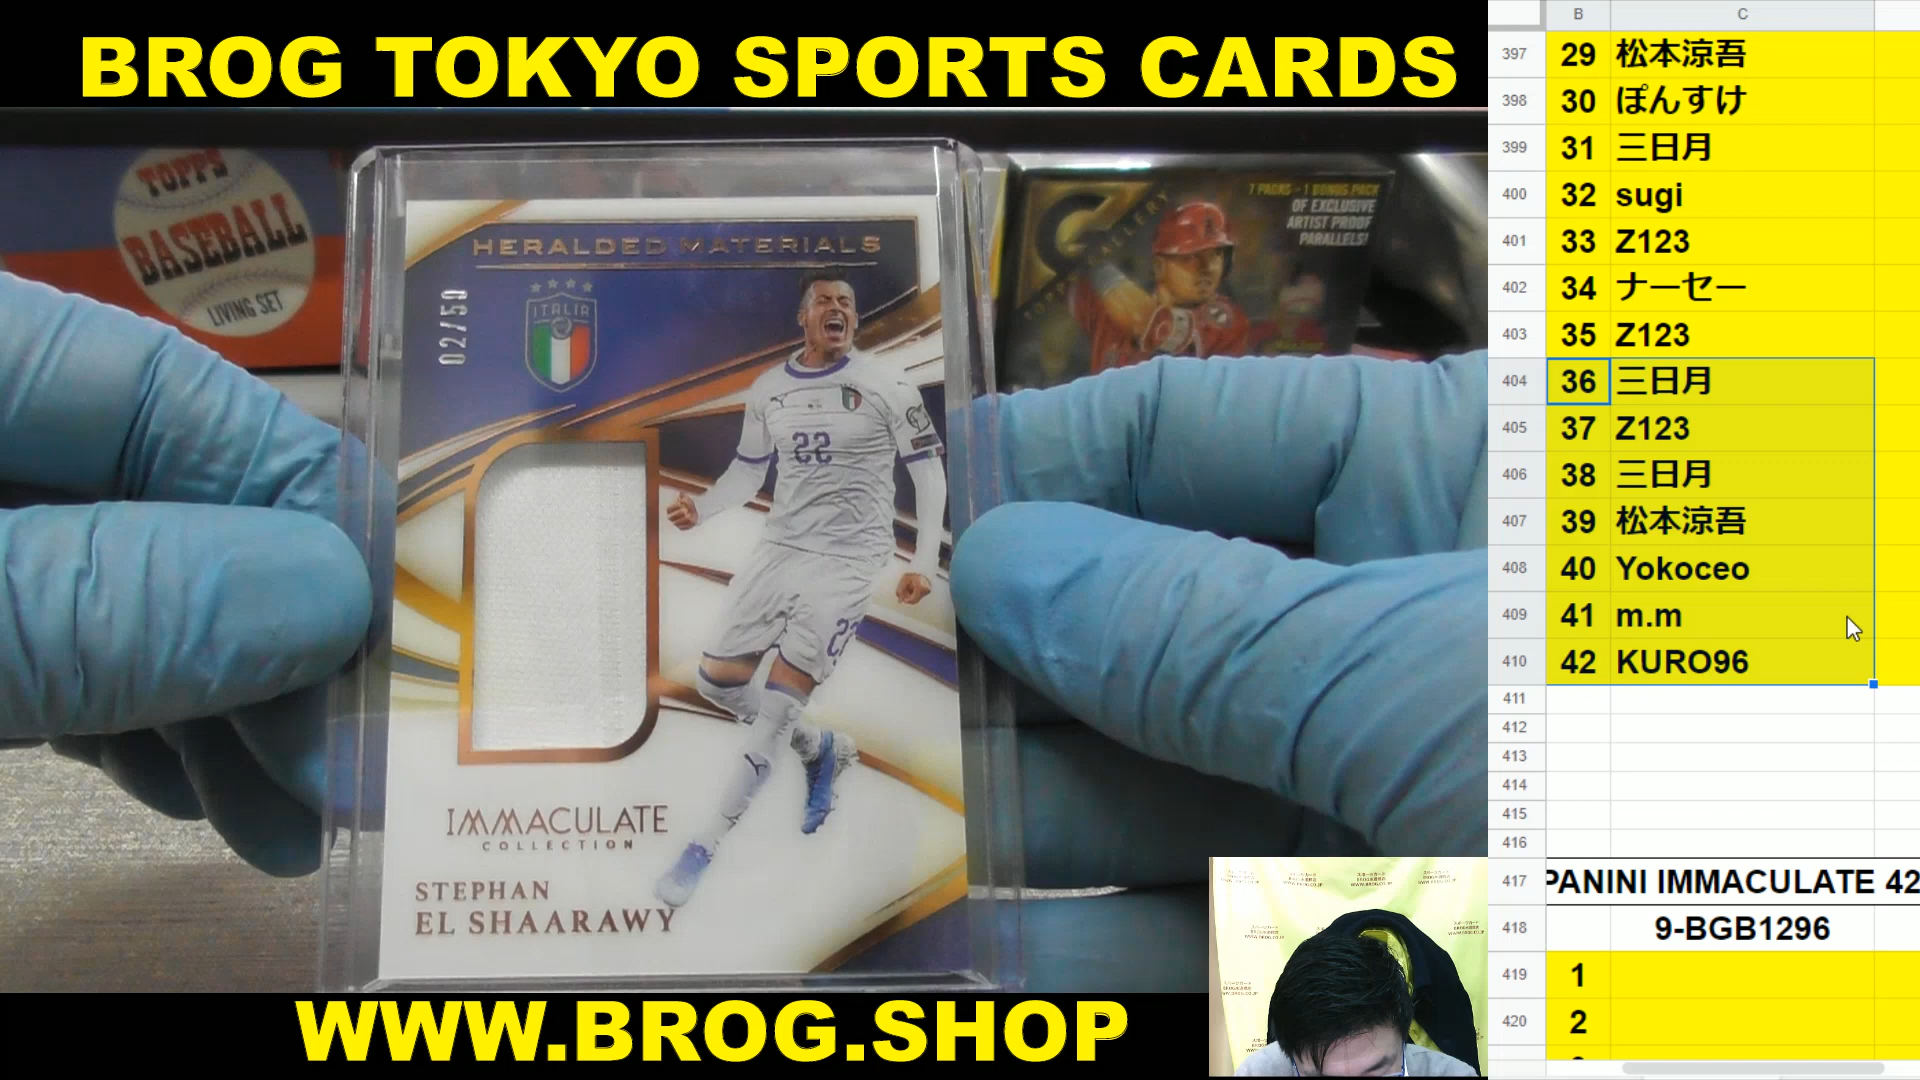 BROG TOKYO SPORTS CARDS
TOPPS
BASEBALL
LIVING SET
7 PACKS - 1 BONUS PACK
OF EXCLUSIVE
ARTIST PROOF
PARALLELS!
HERALDED MATERIALS
02/50
ITALIA
22
22
IMMACULATE
COLLECTION
STEPHAN
EL SHAARAWY
WWW.BROG.SHOP
B C
397 29 松本涼吾
398 30 ぽんすけ
399 31 三日月
400 32 sugi
401 33 Z123
402 34 ナーセー
403 35 Z123
404 36 三日月
405 37 Z123
406 38 三日月
407 39 松本涼吾
408 40 Yokoceo
409 41 m.m
410 42 KURO96
411
412
413
414
415
416
417 PANINI IMMACULATE 42
418 9-BGB1296
419 1
420 2